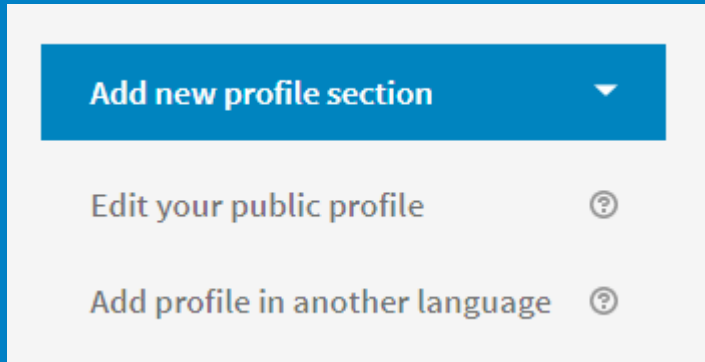 Add new profile section
Edit your public profile
Add profile in another language